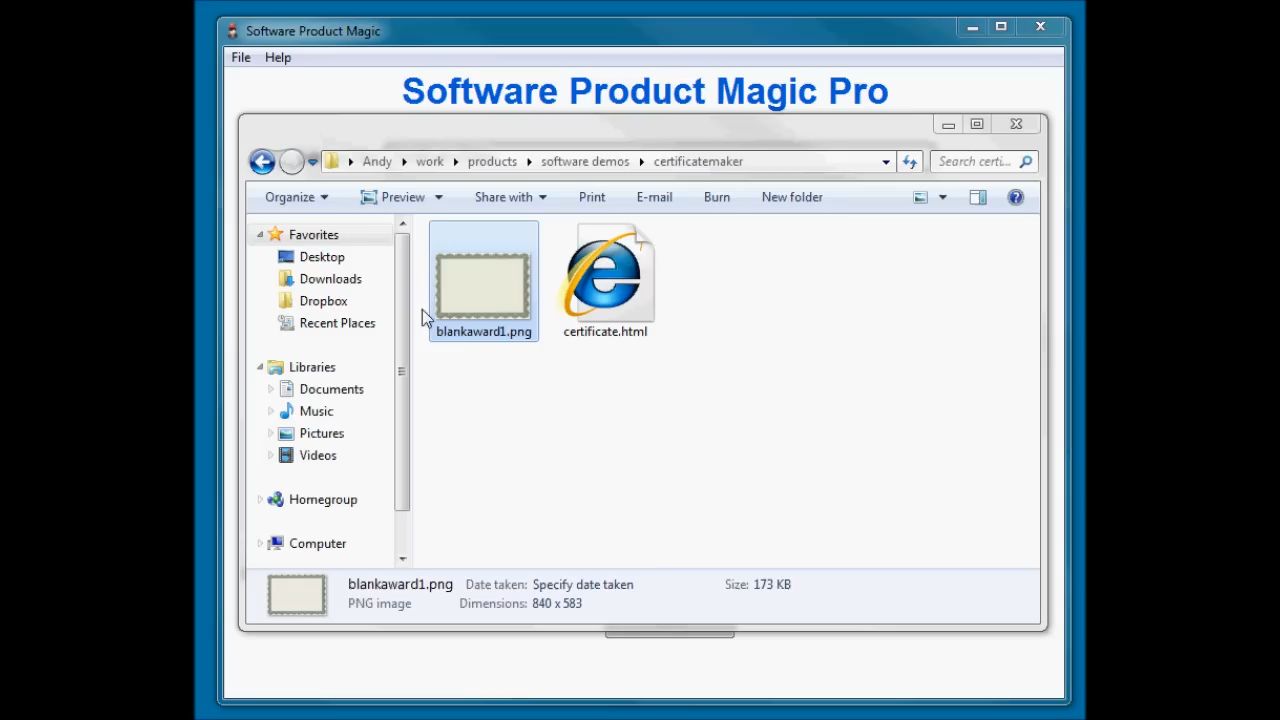 Software Product Magic
File Help
Software Product Magic Pro
Andy work products software demos certificatemaker
Search certi...
Organize Preview Share with Print E-mail Burn New folder
Favorites
Desktop
Downloads
Dropbox
Recent Places
Libraries
Documents
Music
Pictures
Videos
Homegroup
Computer
blankaward1.png
certificate.html
blankaward1.png Date taken: Specify date taken Size: 173 KB
PNG image Dimensions: 840 x 583